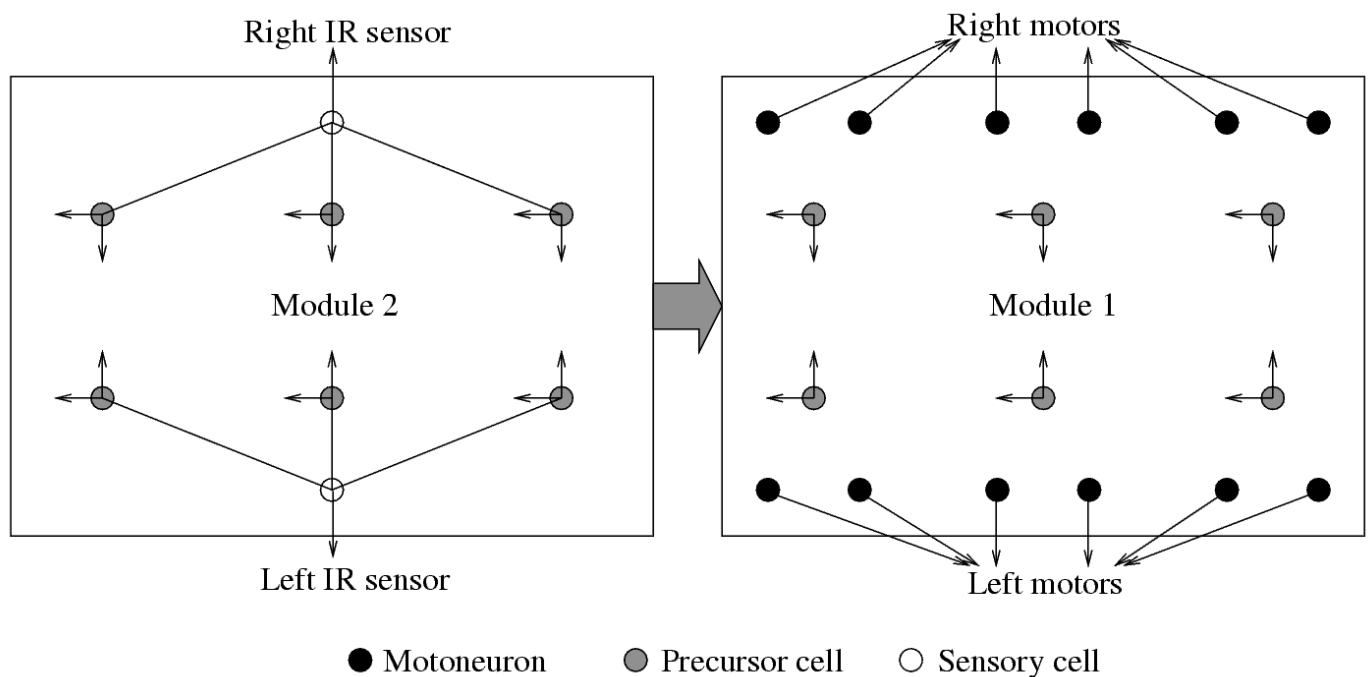 Right IR sensor
Right motors
Module 2
Module 1
Left IR sensor
Left motors
Motoneuron
Precursor cell
Sensory cell